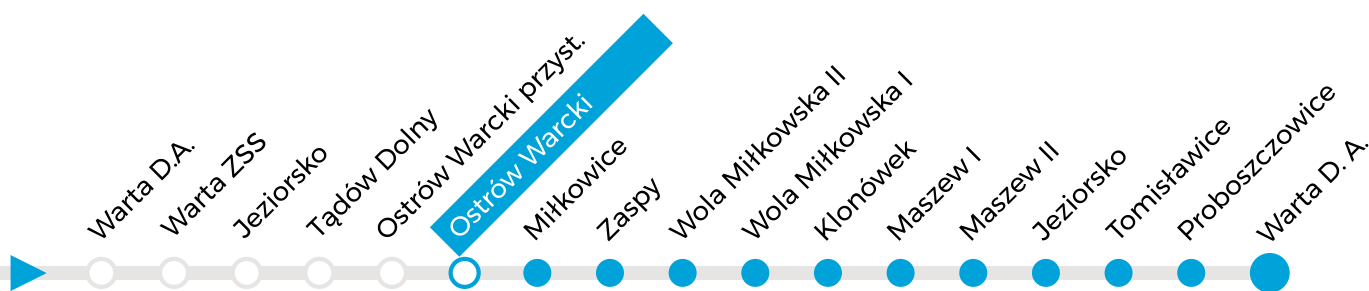 Warta D.A.
Warta ZSS
Jeziorsko
Tądów Dolny
Ostrów Warcki przyst.
Ostrów Warcki
Miłkowice
Zaspy
Wola Miłkowska II
Wola Miłkowska I
Klonówek
Maszew I
Maszew II
Jeziorsko
Tomisławice
Proboszczowice
Warta D. A.